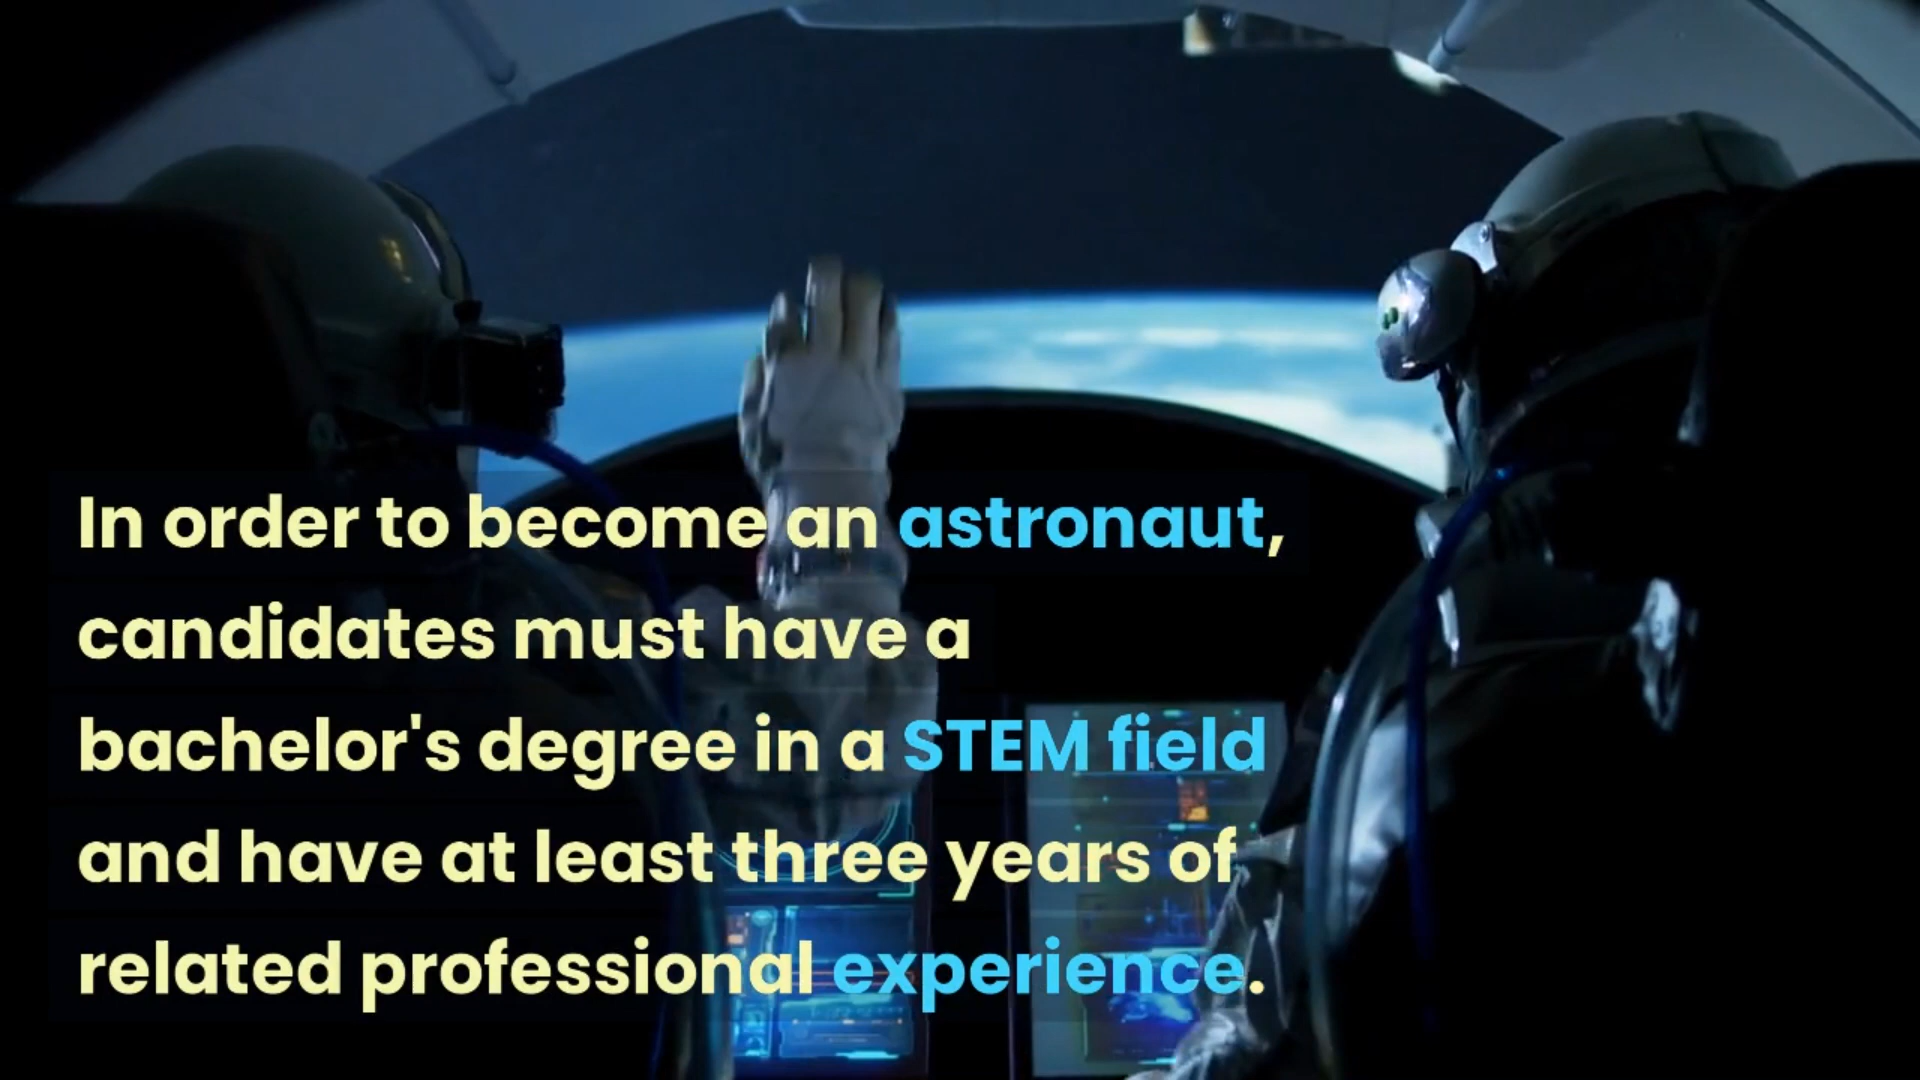 In order to become an astronaut,
candidates must have a
bachelor's degree in a STEM field
and have at least three years of
related professional experience.